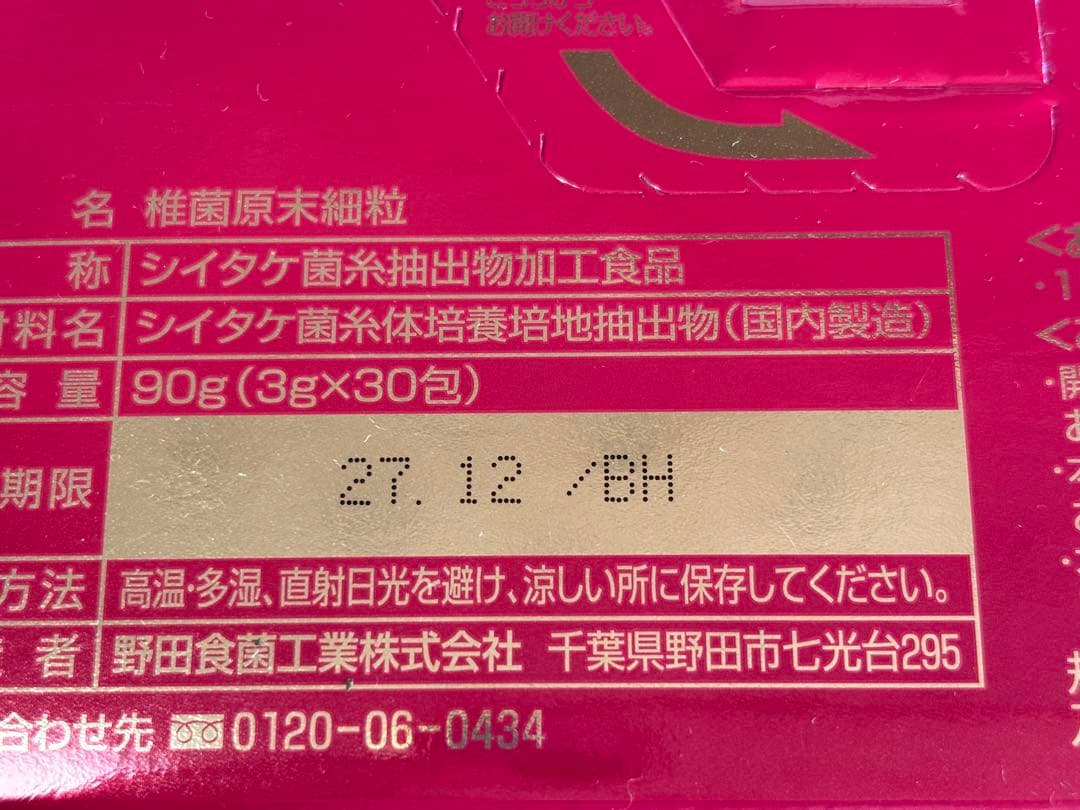 お開けください。
名 椎菌原末細粒
称 シイタケ菌糸抽出物加工食品
材料名 シイタケ菌糸体培養培地抽出物(国内製造)
容量 90g(3g×30包)
期限 27. 12 /BH
方法 高温・多湿、直射日光を避け、涼しい所に保存してください。
者 野田食菌工業株式会社 千葉県野田市七光台295
合わせ先 0120-06-0434